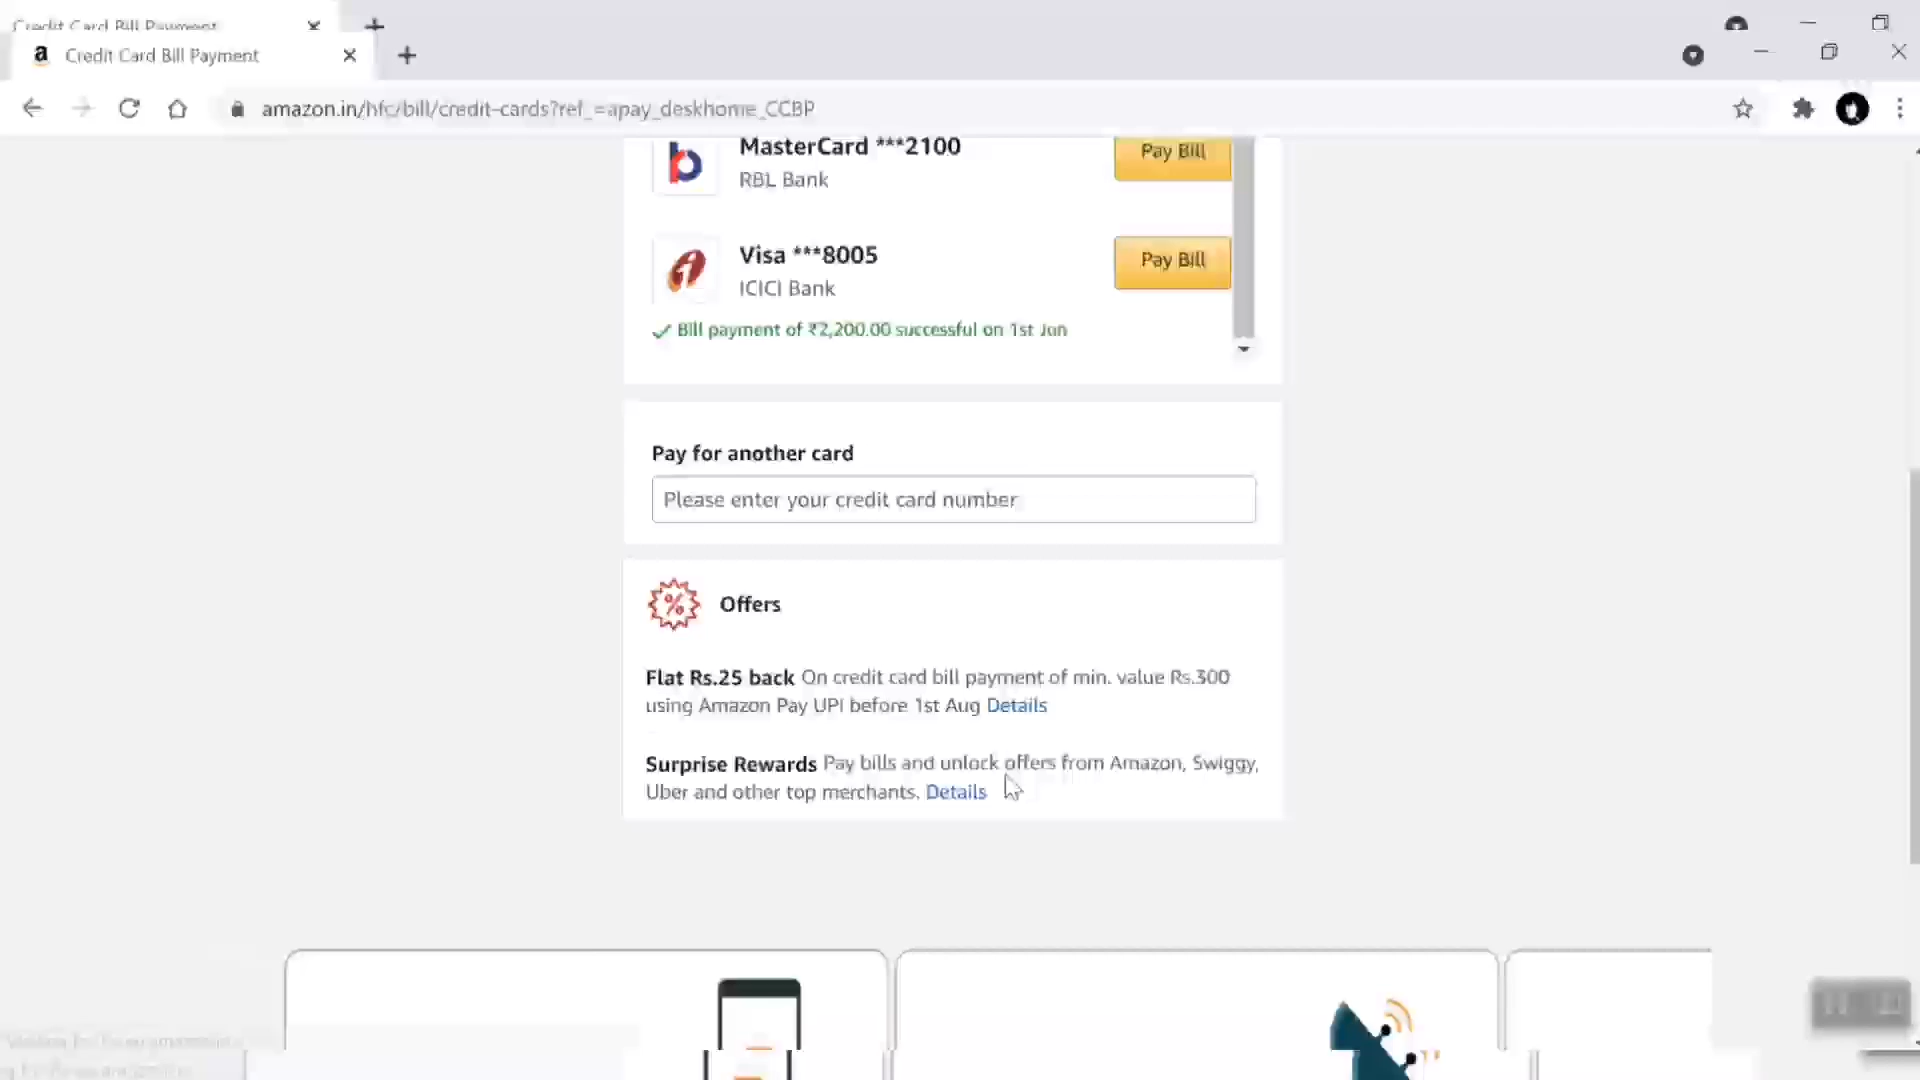 Credit Card Bill Payment
a Credit Card Bill Payment
amazon.in/hfc/bill/credit-cards?ref_=apay_deskhome_CCBP
MasterCard ***2100
Pay Bill
RBL Bank
Visa ***8005
Pay Bill
ICICI Bank
Bill payment of ₹2,200.00 successful on 1st Jun
Pay for another card
Please enter your credit card number
% Offers
Flat Rs.25 back On credit card bill payment of min. value Rs.300
using Amazon Pay UPI before 1st Aug Details
Surprise Rewards Pay bills and unlock offers from Amazon, Swiggy,
Uber and other top merchants. Details